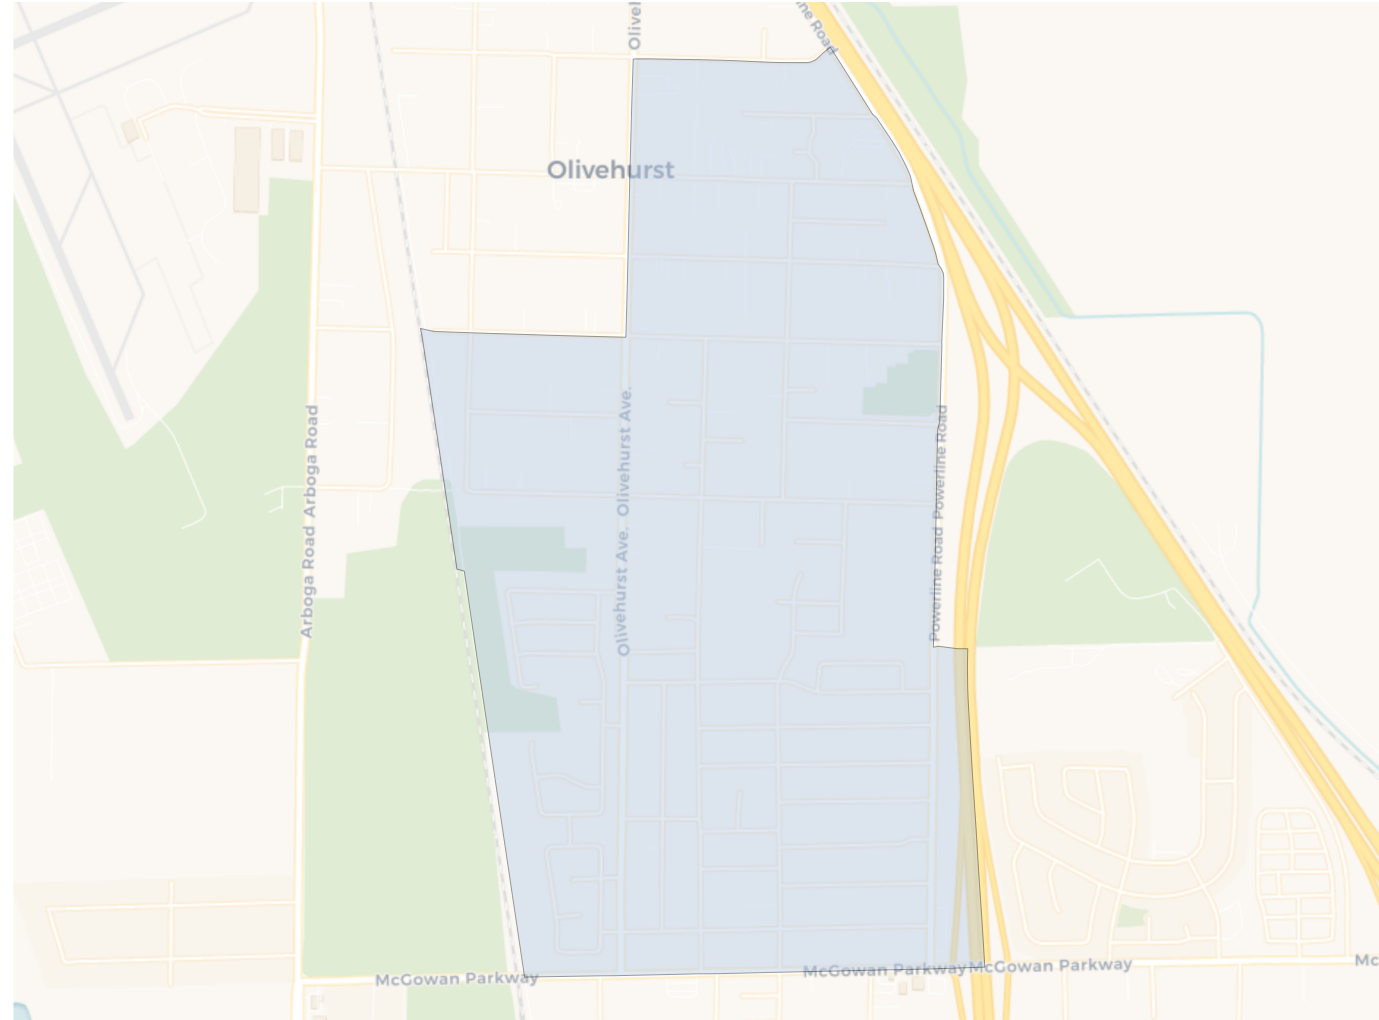 Olivehurst
Olivehurst Ave.
Olivehurst Ave.
Arboga Road
Arboga Road
Powerline Road
Powerline Road
McGowan Parkway
McGowan Parkway
McGowan Parkway